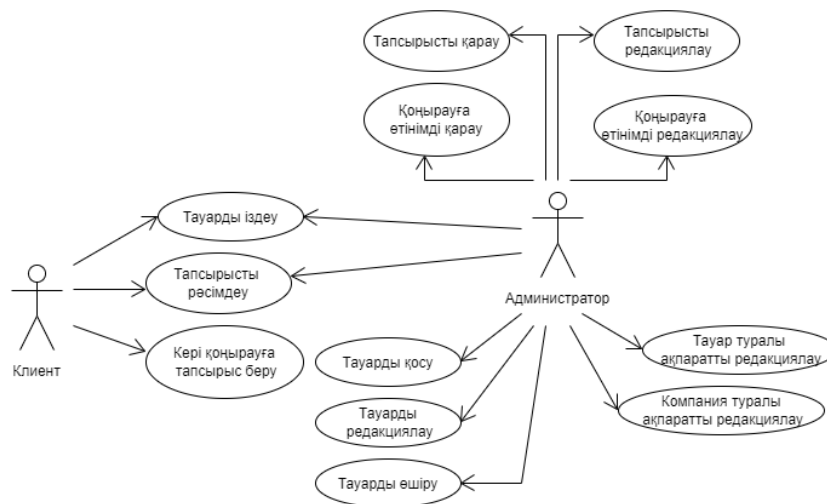 Тапсырысты қарау
Тапсырысты
редакциялау
Қоңырауға
өтінімді қарау
Қоңырауға
өтінімді редакциялау
Тауарды іздеу
Тапсырысты
рәсімдеу
Кері қоңырауға
тапсырыс беру
Клиент
Администратор
Тауарды қосу
Тауарды
редакциялау
Тауарды өшіру
Тауар туралы
ақпаратты редакциялау
Компания туралы
ақпаратты редакциялау